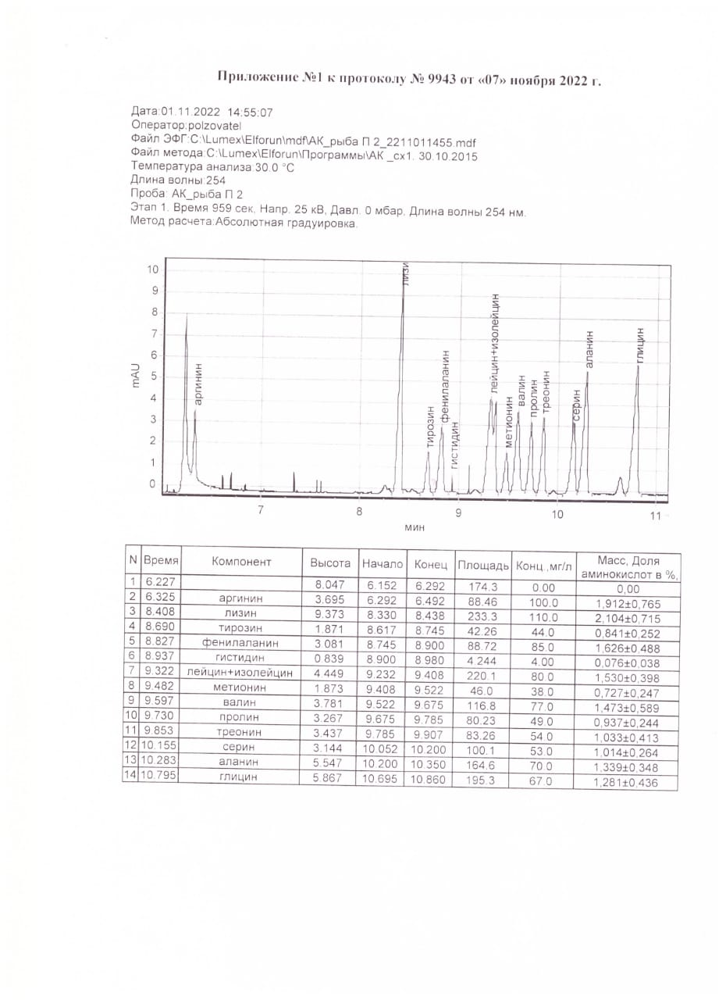 Приложение №1 к протоколу № 9943 от «07» ноября 2022 г.
Дата:01.11.2022 14:55:07
Оператор:polzovatel
Файл ЭФГ:C:\Lumex\Elforun\mdf\АК_рыба П 2_2211011455.mdf
Файл метода:C:\Lumex\Elforun\Программы\АК _сх1. 30.10.2015
Температура анализа:30.0 °C
Длина волны:254
Проба: АК_рыба П 2
Этап 1. Время 959 сек, Напр. 25 кВ, Давл. 0 мбар, Длина волны 254 нм.
Метод расчета:Абсолютная градуировка.
mAU
10
9
8
7
6
5
4
3
2
1
0
аргинин
лизи
тирозин
фенилаланин
гистидин
лейцин+изолейцин
метионин
валин
пролин
треонин
серин
аланин
глицин
7 8 9 10 11
мин
N Время Компонент Высота Начало Конец Площадь Конц.,мг/л Масс, Доля аминокислот в %,
1 6.227 8.047 6.152 6.292 174.3 0.00 0,00
2 6.325 аргинин 3.695 6.292 6.492 88.46 100.0 1,912±0,765
3 8.408 лизин 9.373 8.330 8.438 233.3 110.0 2,104±0,715
4 8.690 тирозин 1.871 8.617 8.745 42.26 44.0 0,841±0,252
5 8.827 фенилаланин 3.081 8.745 8.900 88.72 85.0 1,626±0,488
6 8.937 гистидин 0.839 8.900 8.980 4.244 4.00 0,076±0,038
7 9.322 лейцин+изолейцин 4.449 9.232 9.408 220.1 80.0 1,530±0,398
8 9.482 метионин 1.873 9.408 9.522 46.0 38.0 0,727±0,247
9 9.597 валин 3.781 9.522 9.675 116.8 77.0 1,473±0,589
10 9.730 пролин 3.267 9.675 9.785 80.23 49.0 0,937±0,244
11 9.853 треонин 3.437 9.785 9.907 83.26 54.0 1,033±0,413
12 10.155 серин 3.144 10.052 10.200 100.1 53.0 1,014±0,264
13 10.283 аланин 5.547 10.200 10.350 164.6 70.0 1,339±0,348
14 10.795 глицин 5.867 10.695 10.860 195.3 67.0 1,281±0,436